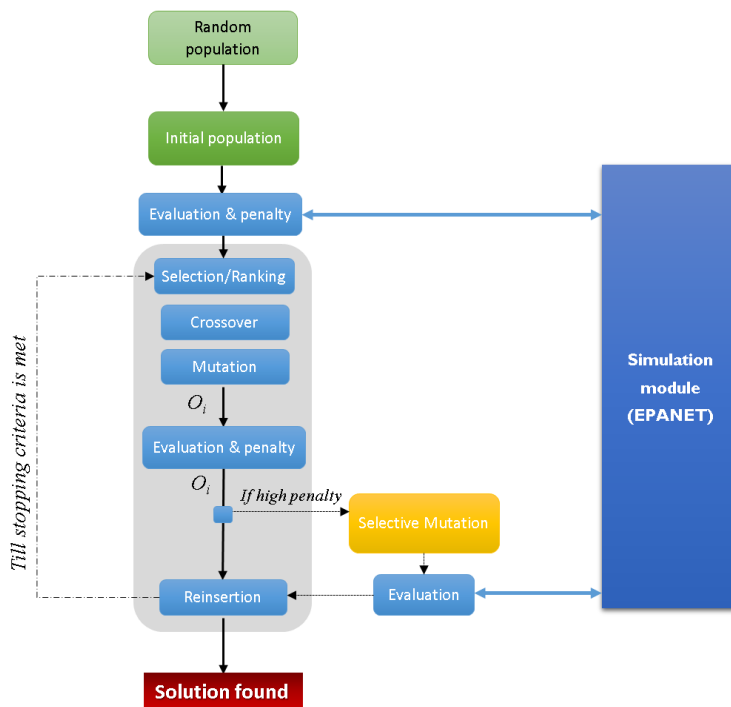 Random
population
Initial population
Evaluation & penalty
Selection/Ranking
Crossover
Mutation
Oi
Evaluation & penalty
Oi
If high penalty
Selective Mutation
Reinsertion
Evaluation
Solution found
Till stopping criteria is met
Simulation
module
(EPANET)